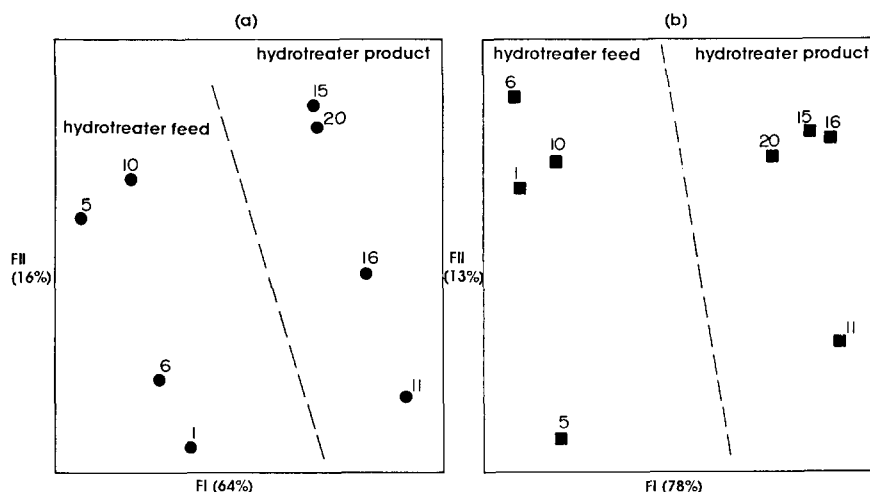 (a)
hydrotreater product
15
20
hydrotreater feed
10
5
16
6
11
1
FII
(16%)
FI (64%)
(b)
hydrotreater feed
hydrotreater product
6
15
16
10
20
1
11
5
FII
(13%)
FI (78%)